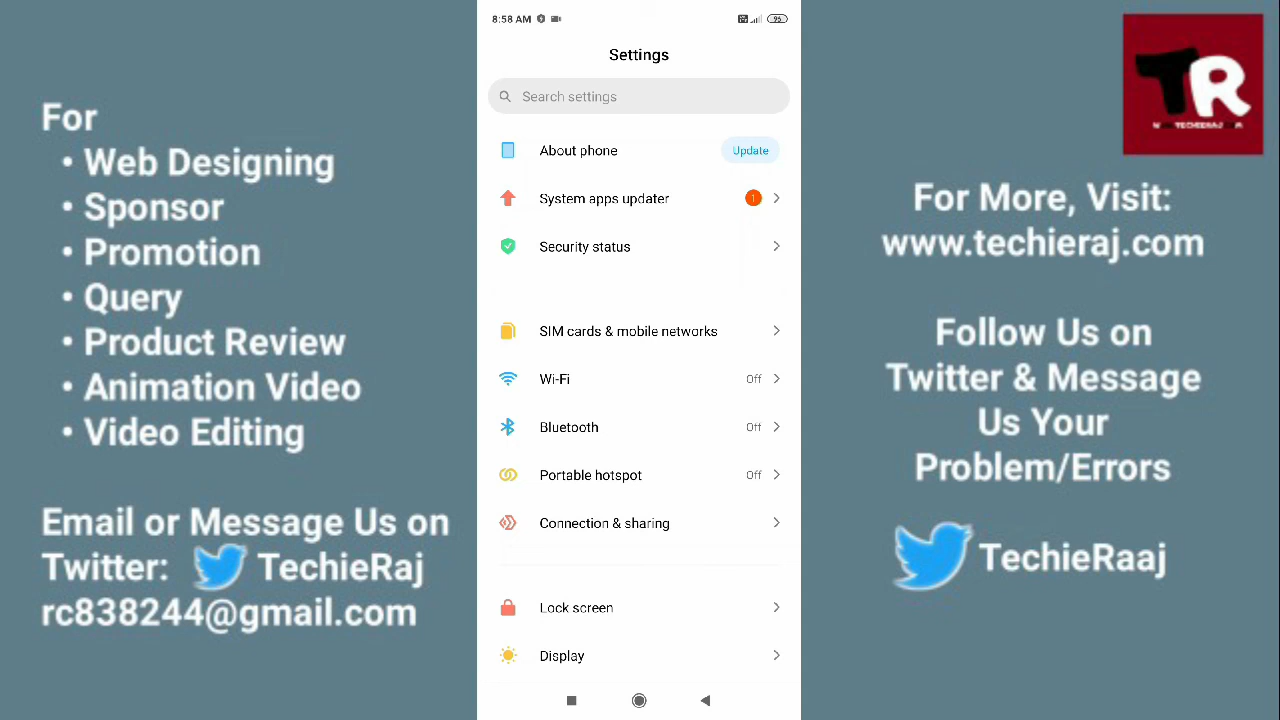 For
• Web Designing
• Sponsor
• Promotion
• Query
• Product Review
• Animation Video
• Video Editing
Email or Message Us on
Twitter: TechieRaj
rc838244@gmail.com
8:58 AM
96
Settings
Search settings
About phone
Update
System apps updater
1
Security status
SIM cards & mobile networks
Wi-Fi
Off
Bluetooth
Off
Portable hotspot
Off
Connection & sharing
Lock screen
Display
TR
For More, Visit:
www.techieraj.com
Follow Us on
Twitter & Message
Us Your
Problem/Errors
TechieRaaj